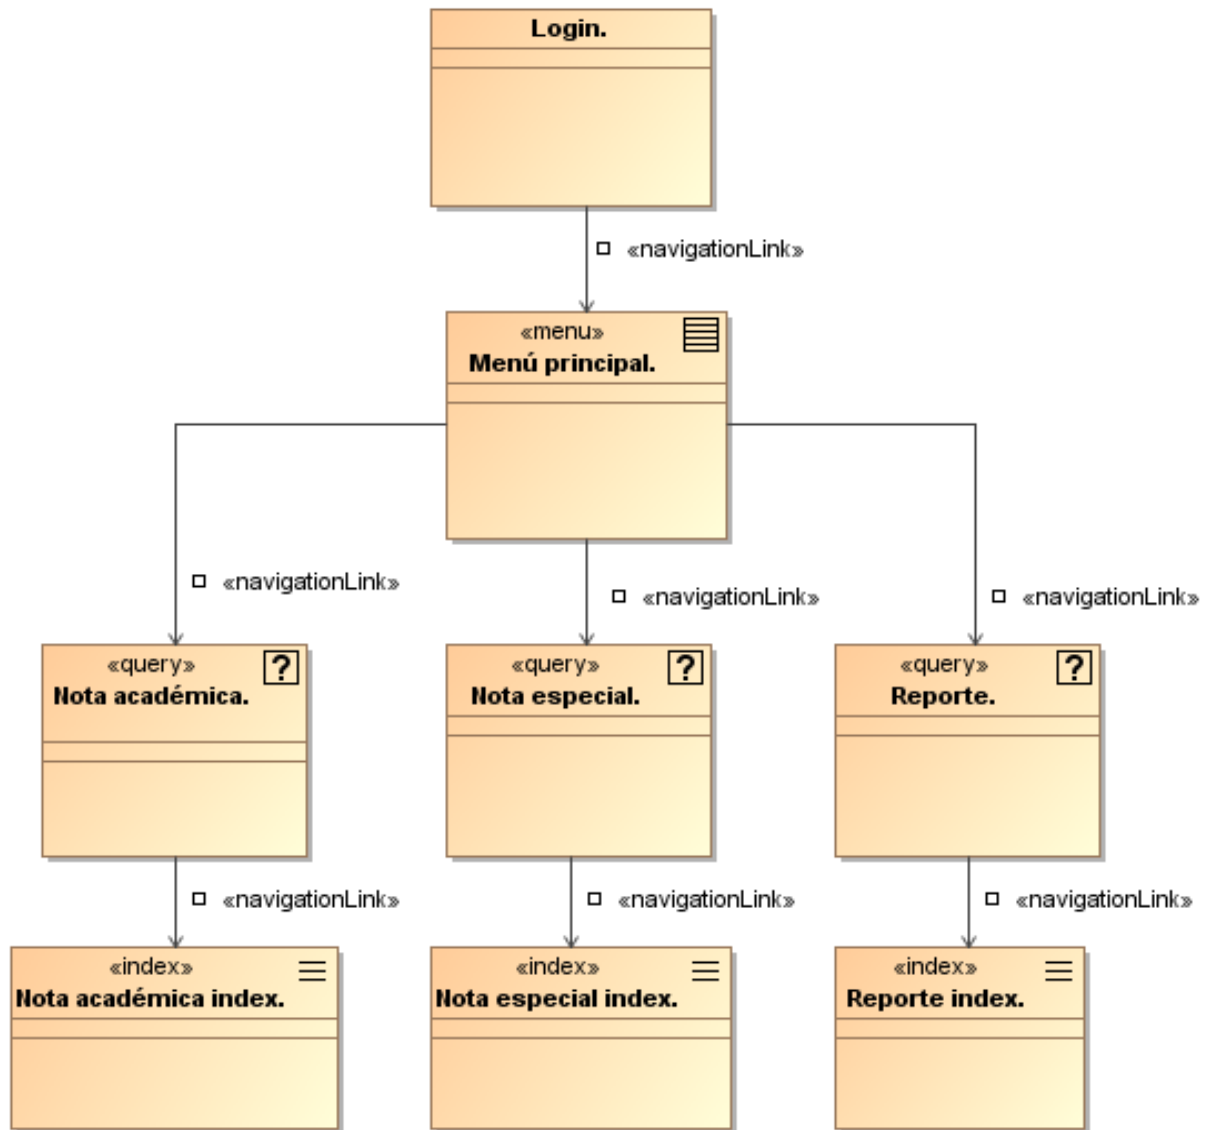 Login.
«navigationLink»
«menu»
Menú principal.
«navigationLink»
«navigationLink»
«navigationLink»
«query»
?
Nota académica.
«query»
?
Nota especial.
«query»
?
Reporte.
«navigationLink»
«navigationLink»
«navigationLink»
«index»
Nota académica index.
«index»
Nota especial index.
«index»
Reporte index.